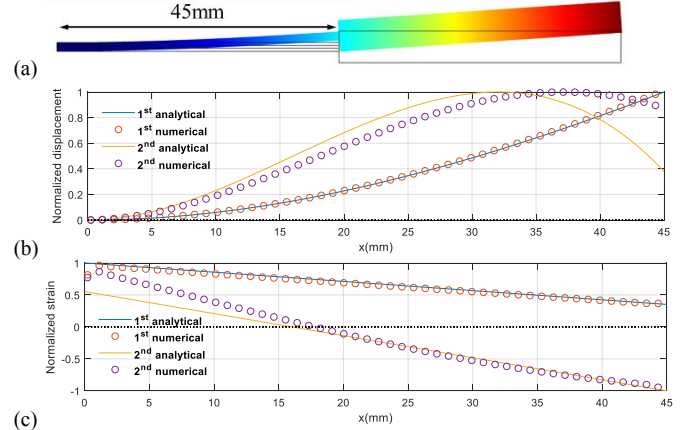 45mm
(a)
Normalized displacement
1
0.8
0.6
0.4
0.2
0
1st analytical
1st numerical
2nd analytical
2nd numerical
0 5 10 15 20 25 30 35 40 45
x(mm)
(b)
Normalized strain
1
0.5
0
-0.5
-1
1st analytical
1st numerical
2nd analytical
2nd numerical
0 5 10 15 20 25 30 35 40 45
x(mm)
(c)